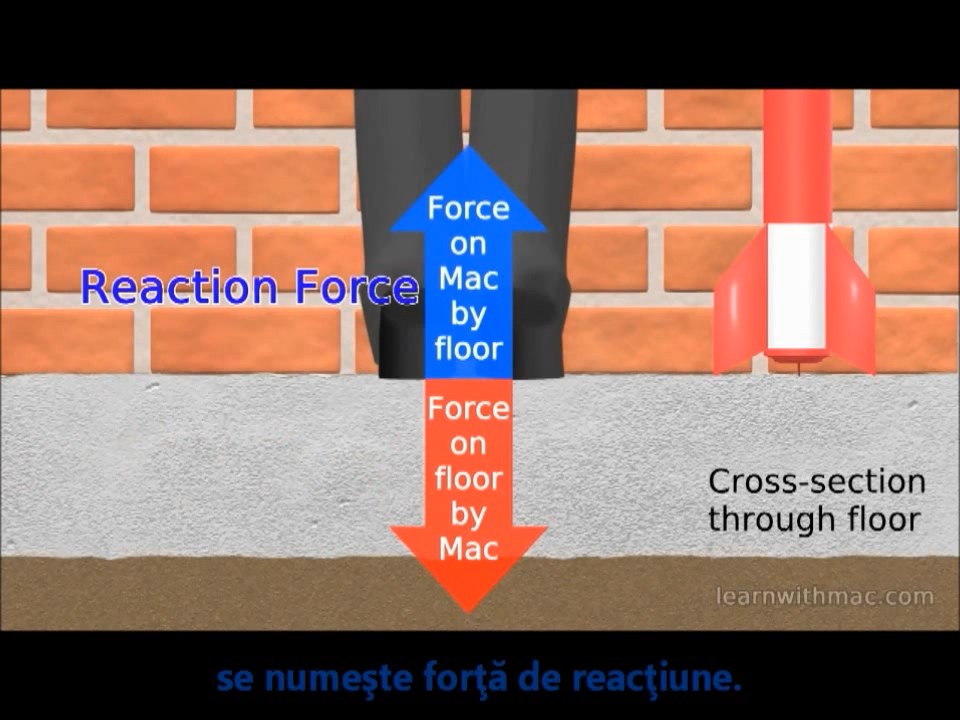 Force
on
Mac
by
floor
Reaction Force
Force
on
floor
by
Mac
Cross-section
through floor
learnwithmac.com
se numeşte forţă de reacţiune.